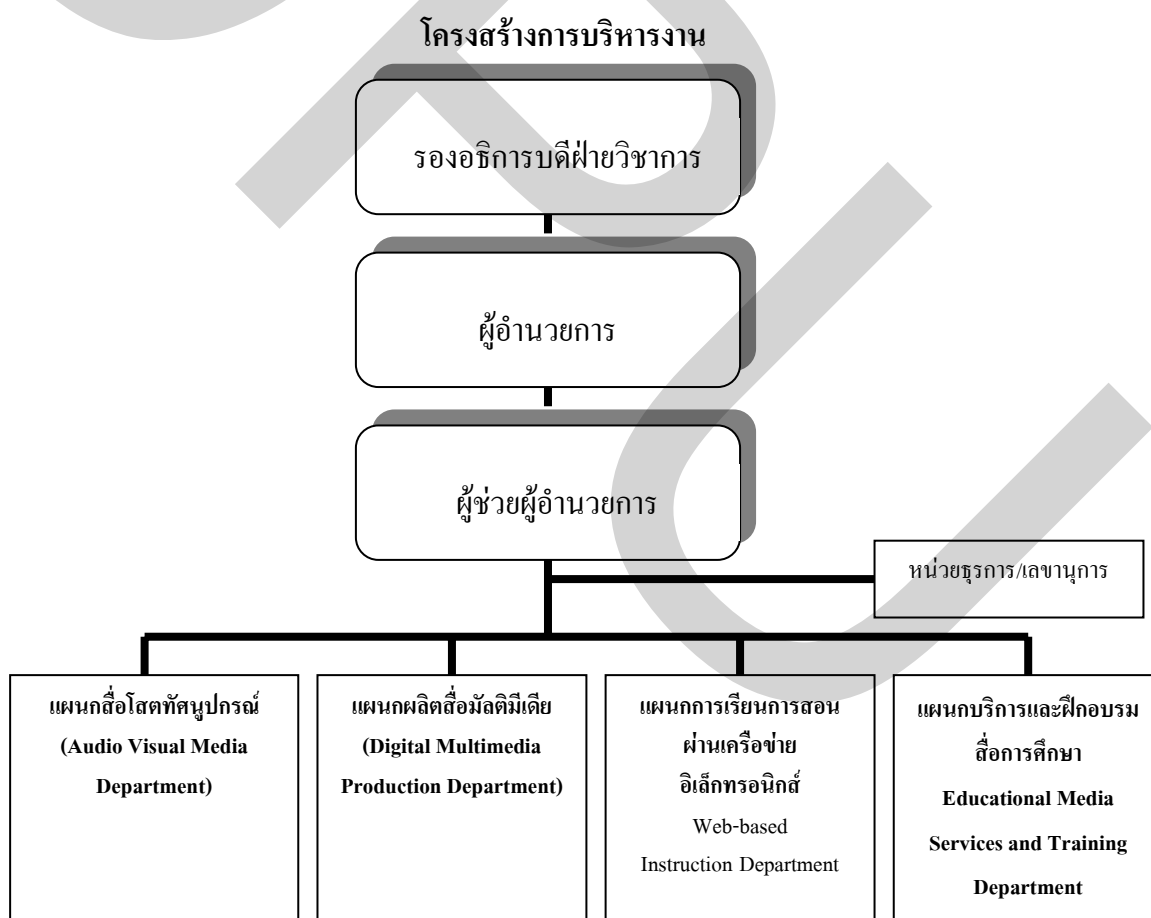 โครงสร้างการบริหารงาน
รองอธิการบดีฝ่ายวิชาการ
ผู้อำนวยการ
ผู้ช่วยผู้อำนวยการ
หน่วยธุรการ/เลขานุการ
แผนกสื่อโสตทัศนูปกรณ์
(Audio Visual Media
Department)
แผนกผลิตสื่อมัลติมีเดีย
(Digital Multimedia
Production Department)
แผนกการเรียนการสอน
ผ่านเครือข่าย
อิเล็กทรอนิกส์
Web-based
Instruction Department
แผนกบริการและฝึกอบรม
สื่อการศึกษา
Educational Media
Services and Training
Department